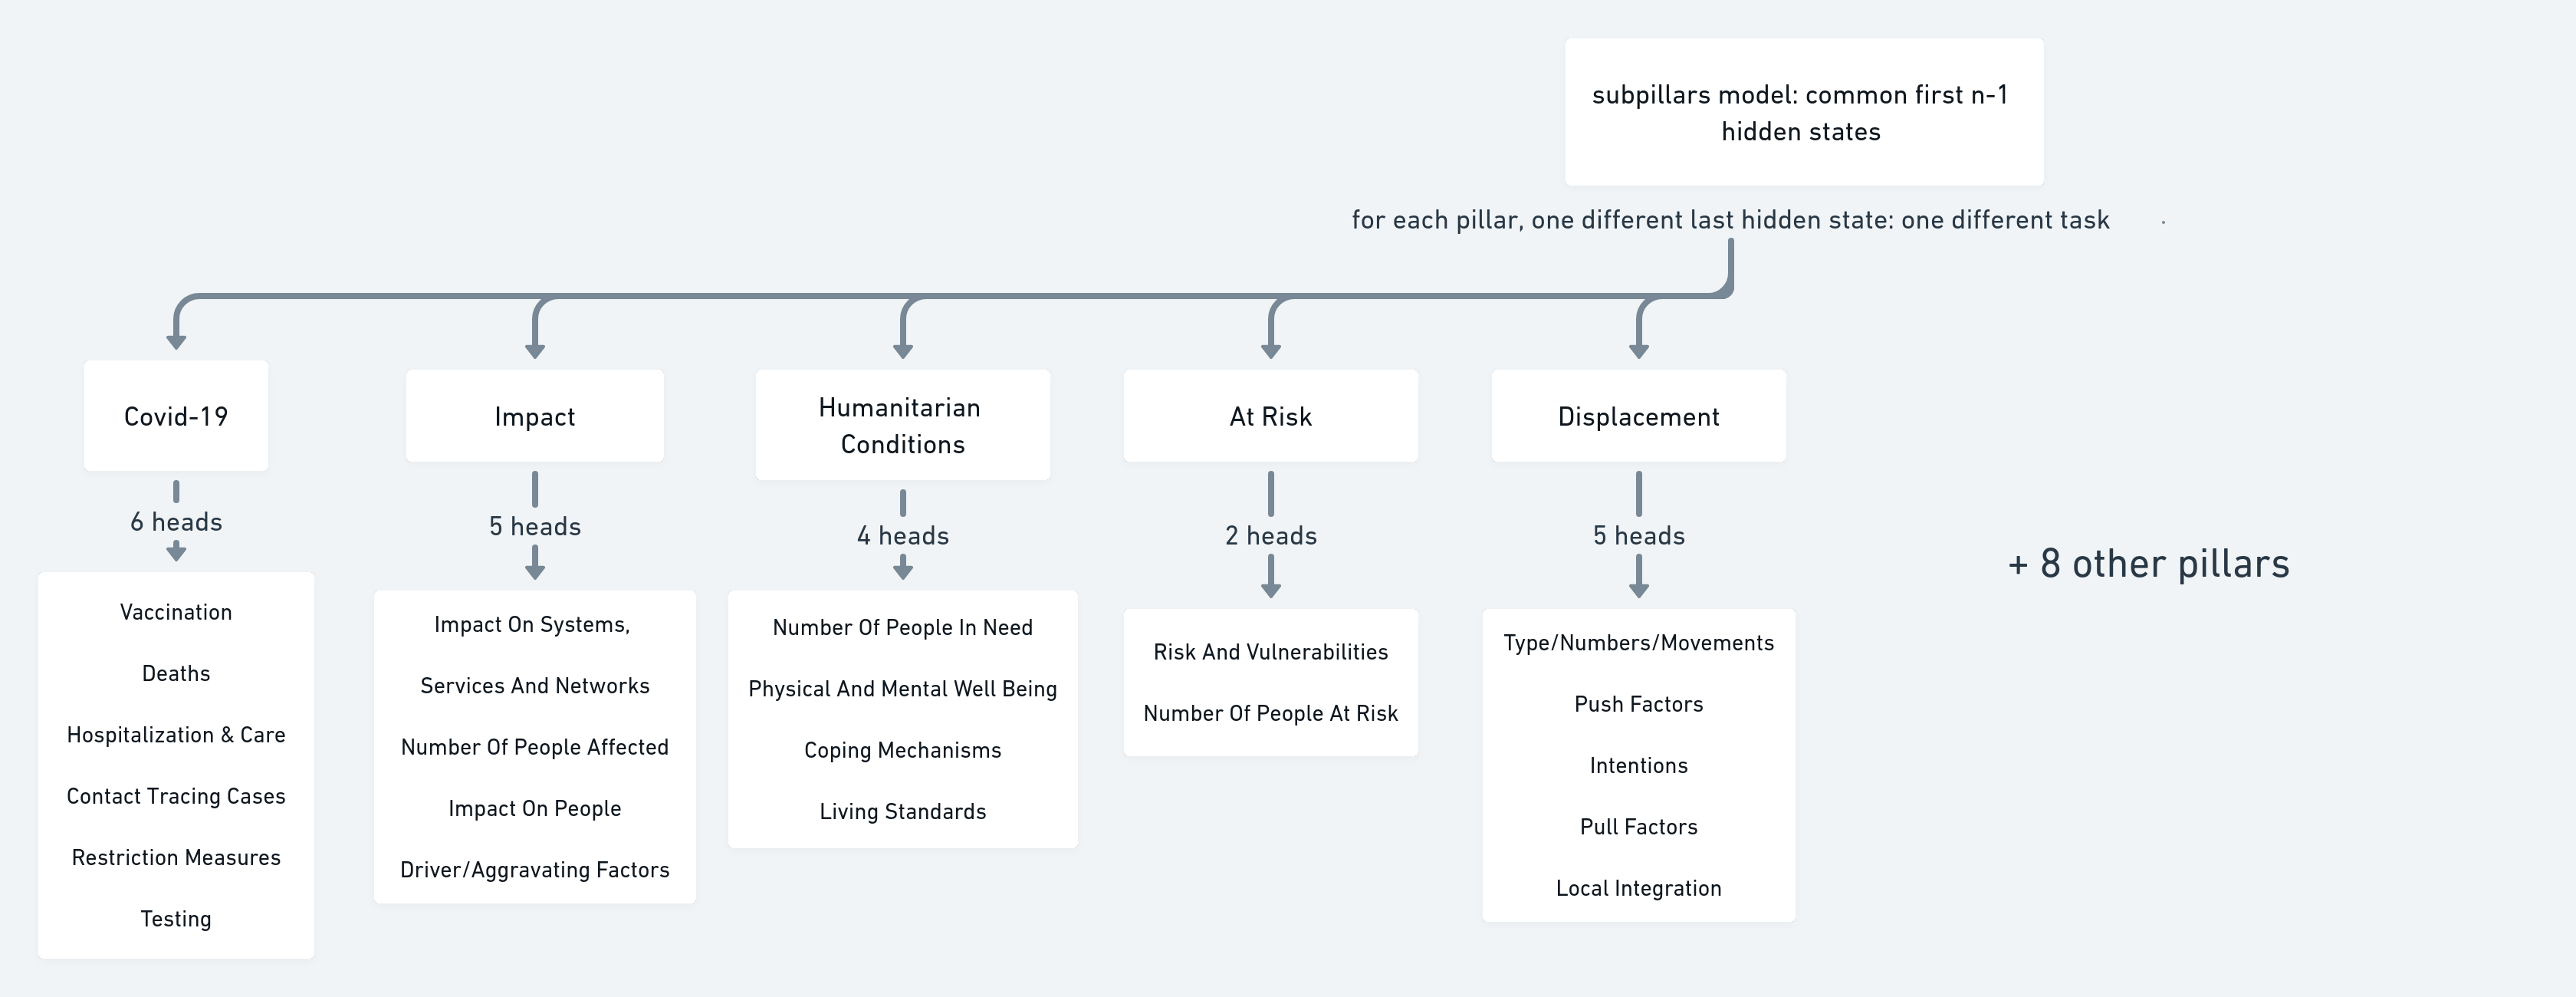 subpillars model: common first n-1
hidden states
for each pillar, one different last hidden state: one different task
Covid-19
Impact
Humanitarian
Conditions
At Risk
Displacement
6 heads
5 heads
4 heads
2 heads
5 heads
+ 8 other pillars
Vaccination
Deaths
Hospitalization & Care
Contact Tracing Cases
Restriction Measures
Testing
Impact On Systems,
Services And Networks
Number Of People Affected
Impact On People
Driver/Aggravating Factors
Number Of People In Need
Physical And Mental Well Being
Coping Mechanisms
Living Standards
Risk And Vulnerabilities
Number Of People At Risk
Type/Numbers/Movements
Push Factors
Intentions
Pull Factors
Local Integration